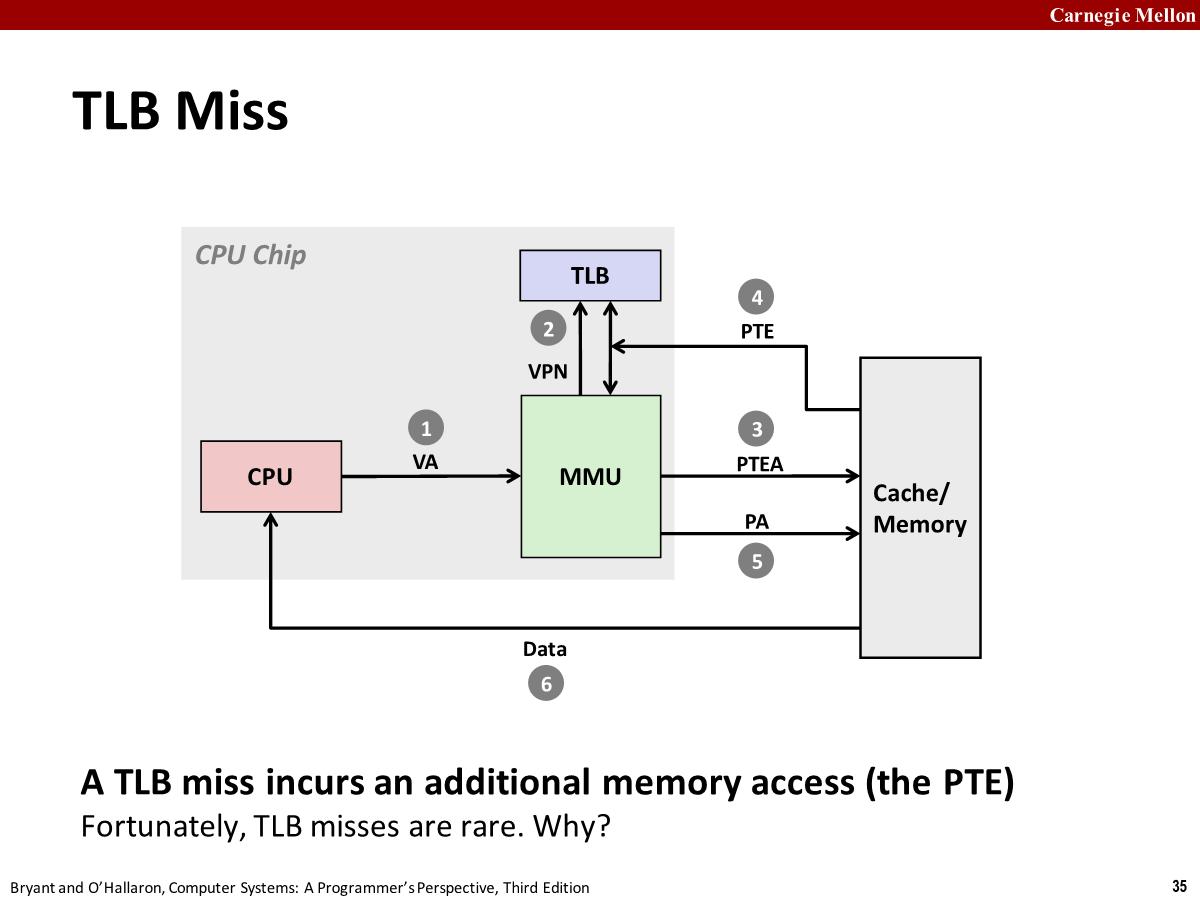 Carnegie Mellon
TLB Miss
CPU Chip
TLB
4
2
PTE
VPN
1
3
VA
PTEA
CPU
MMU
Cache/
Memory
PA
5
Data
6
A TLB miss incurs an additional memory access (the PTE)
Fortunately, TLB misses are rare. Why?
Bryant and O’Hallaron, Computer Systems: A Programmer’s Perspective, Third Edition
35